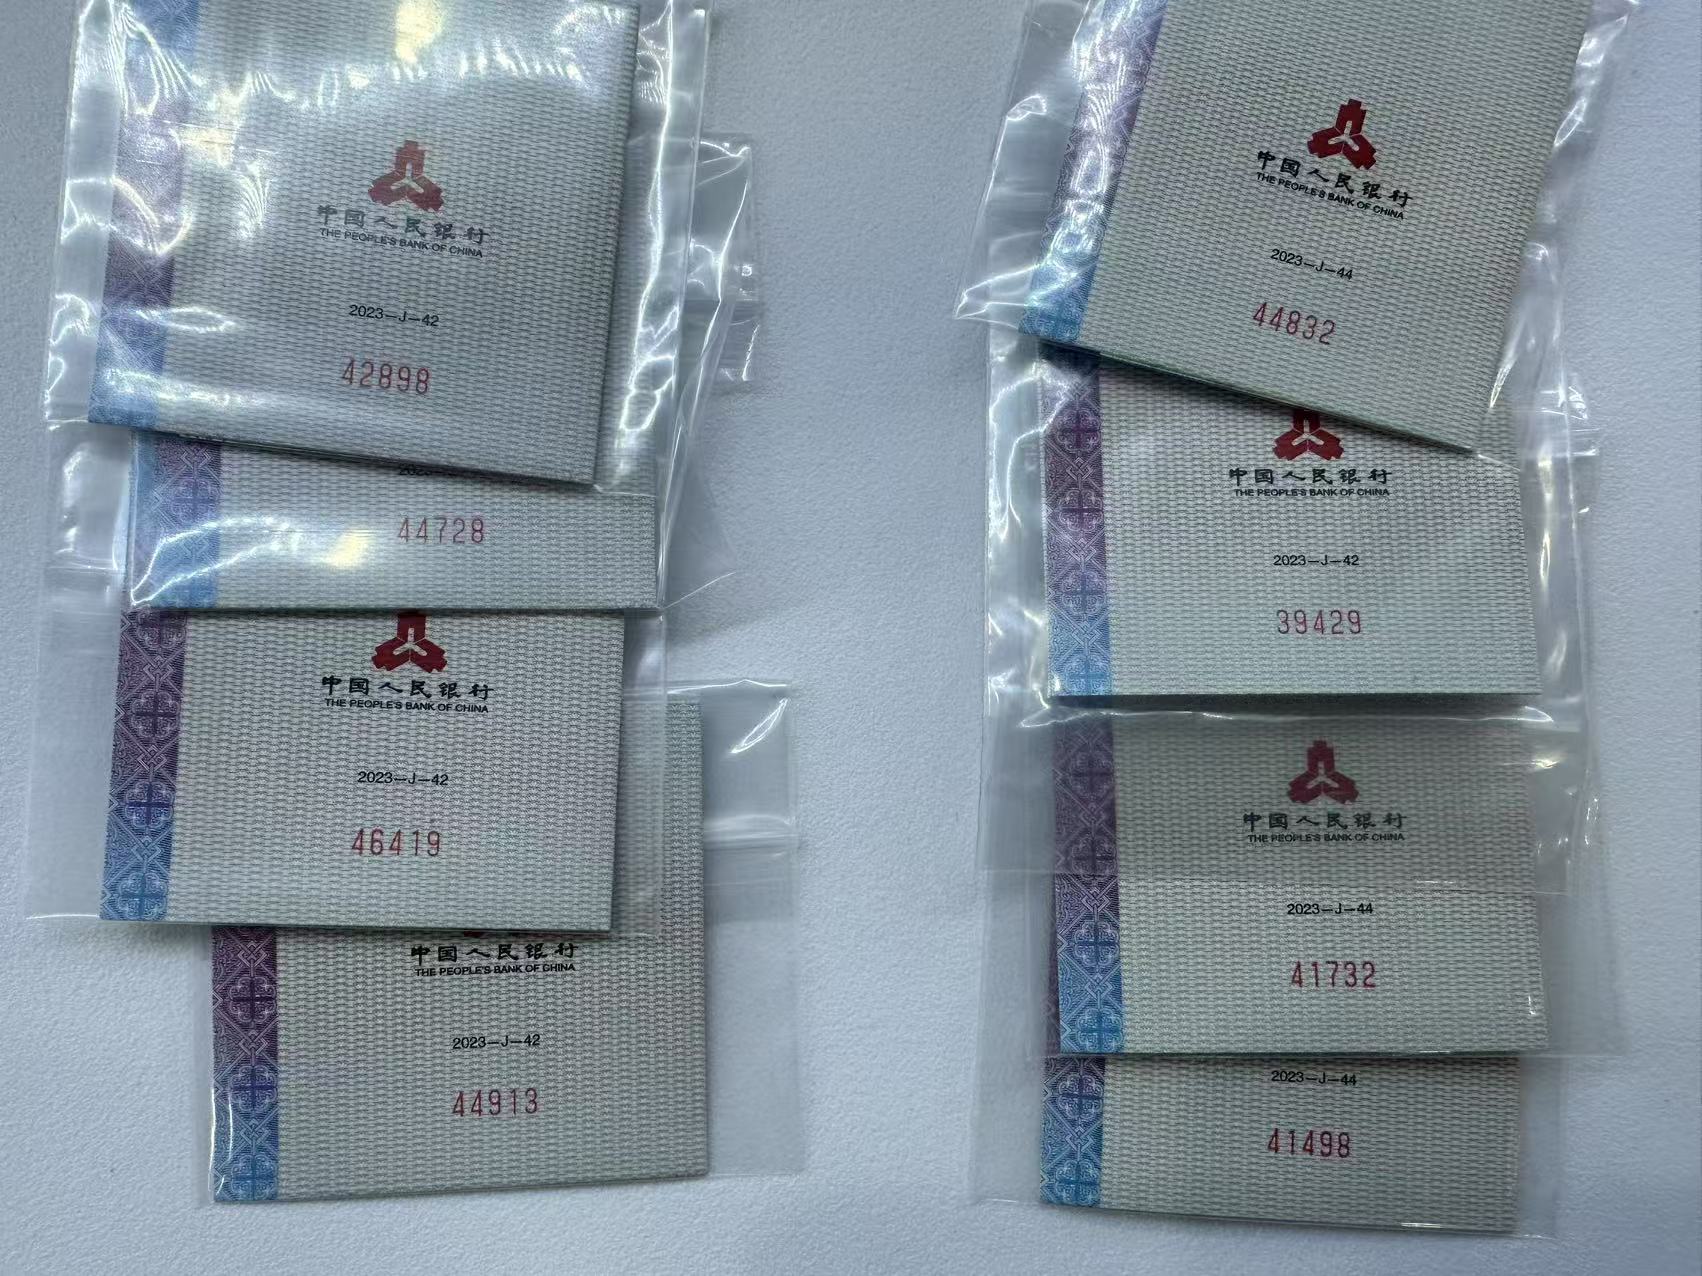 中国人民银行
THE PEOPLE'S BANK OF CHINA
2023-J-42
42898
44728
中国人民银行
THE PEOPLE'S BANK OF CHINA
2023-J-42
46419
中国人民银行
THE PEOPLE'S BANK OF CHINA
2023-J-42
44913
中国人民银行
THE PEOPLE'S BANK OF CHINA
2023-J-44
44832
中国人民银行
THE PEOPLE'S BANK OF CHINA
2023-J-42
39429
中国人民银行
THE PEOPLE'S BANK OF CHINA
2023-J-44
41732
2023-J-44
41498